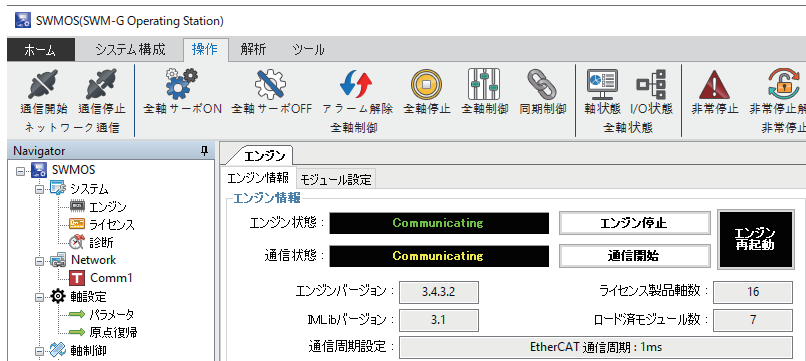 SWMOS(SWM-G Operating Station)
ホーム システム構成 操作 解析 ツール
通信開始 通信停止 全軸サーボON 全軸サーボOFF アラーム解除 全軸停止 全軸制御 同期制御 軸状態 I/O状態 非常停止 非常停止解
ネットワーク通信 全軸制御 全軸状態 非常停止
Navigator
SWMOS
システム
エンジン
ライセンス
診断
Network
Comm1
軸設定
パラメータ
原点復帰
軸制御
エンジン
エンジン情報 モジュール設定
エンジン情報
エンジン状態 : Communicating エンジン停止
通信状態 : Communicating 通信開始
エンジン
再起動
エンジンバージョン : 3.4.3.2 ライセンス製品軸数 : 16
IMLibバージョン : 3.1 ロード済モジュール数 : 7
通信周期設定 : EtherCAT 通信周期 : 1ms